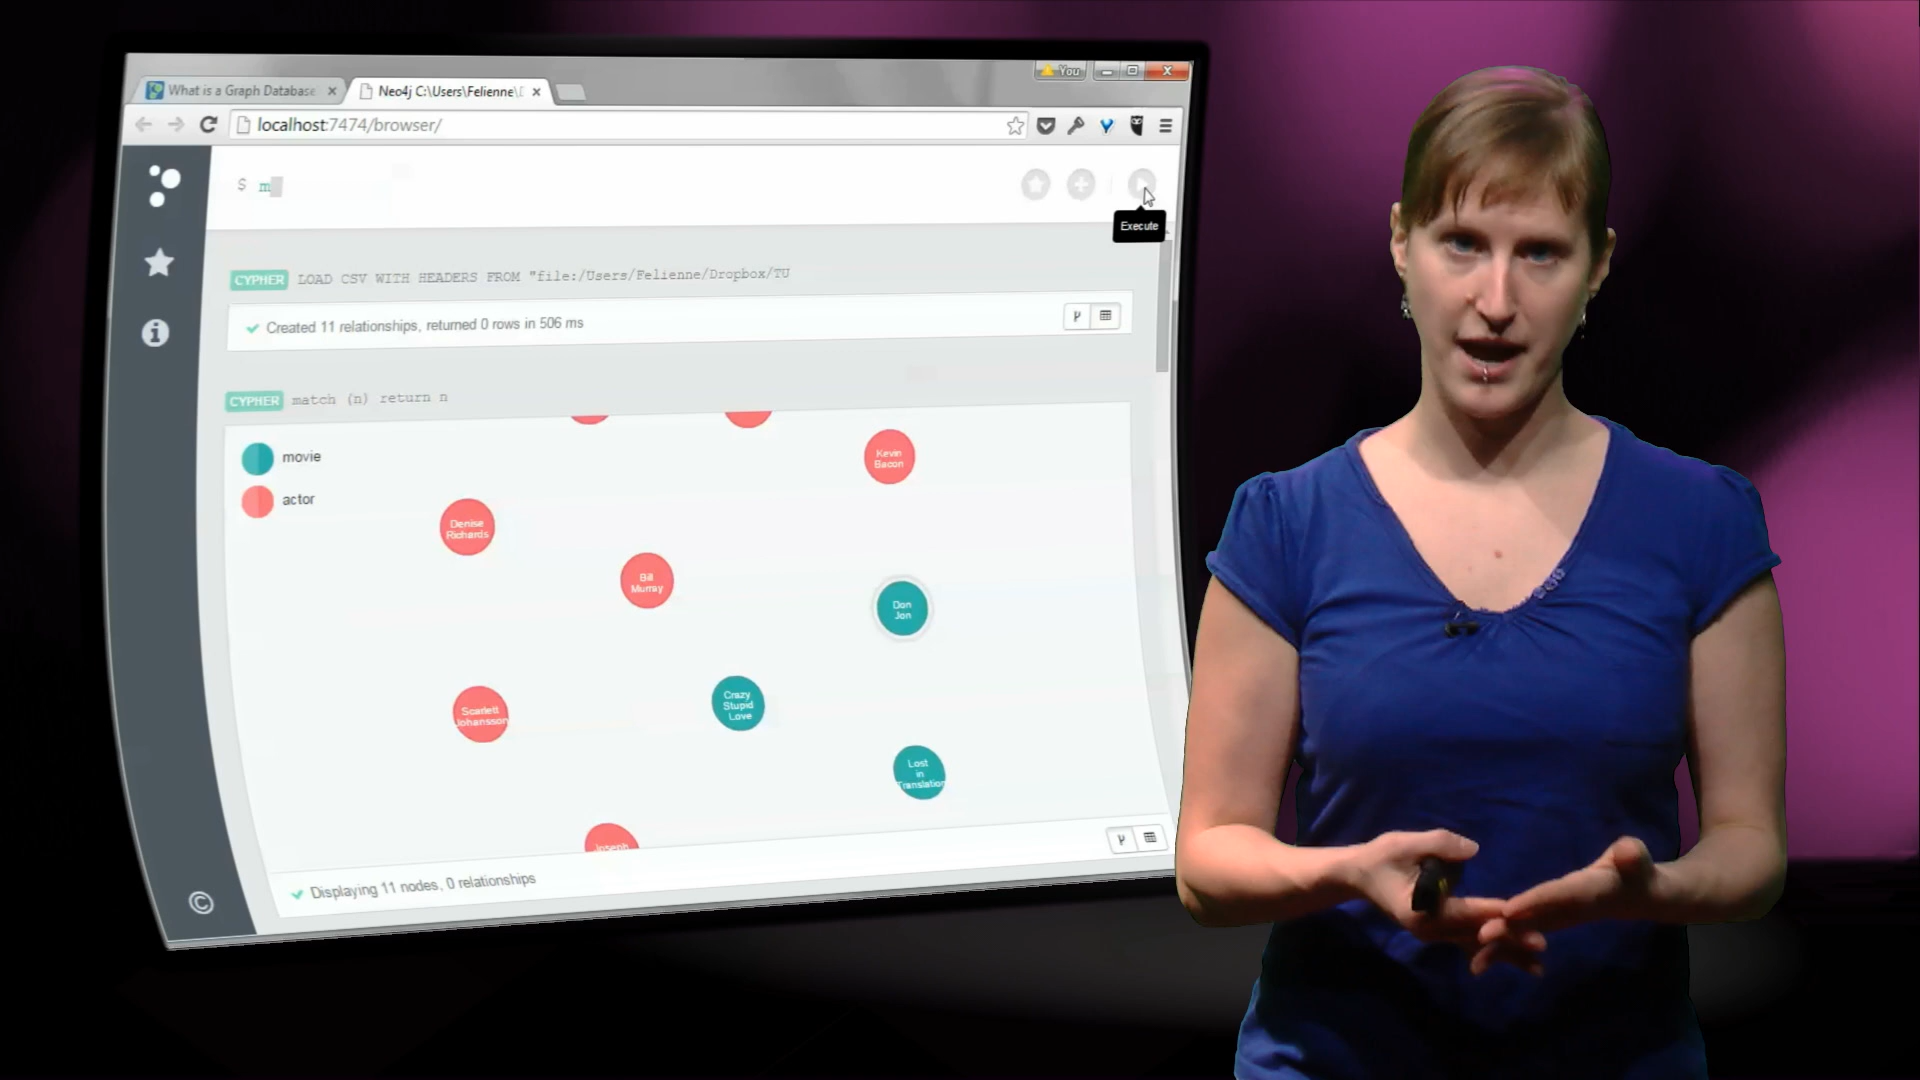 What is a Graph Database
Neo4j C:\Users\Felienne\D
You
localhost:7474/browser/
$ m
Execute
CYPHER LOAD CSV WITH HEADERS FROM "file:/Users/Felienne/Dropbox/TU
Created 11 relationships, returned 0 rows in 506 ms
CYPHER match (n) return n
movie
actor
Kevin
Bacon
Denise
Richards
Bill
Murray
Don
Jon
Scarlett
Johansson
Crazy
Stupid
Love
Lost
in
Translation
Joseph
Displaying 11 nodes, 0 relationships
©